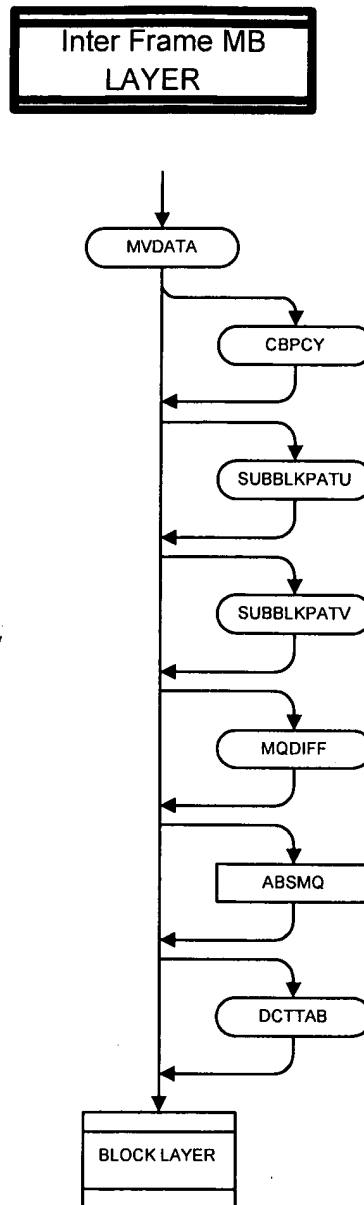 Inter Frame MB
LAYER
MVDATA
CBPCY
SUBBLKPATU
SUBBLKPATV
MQDIFF
ABSMQ
DCTTAB
BLOCK LAYER